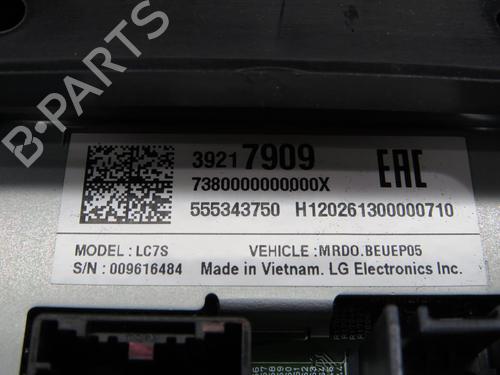 39217909
7380000000000X
555343750 H120261300000710
EAC
MODEL : LC7S VEHICLE : MRDO.BEUEP05
S/N : 009616484 Made in Vietnam. LG Electronics Inc.
B-PARTS